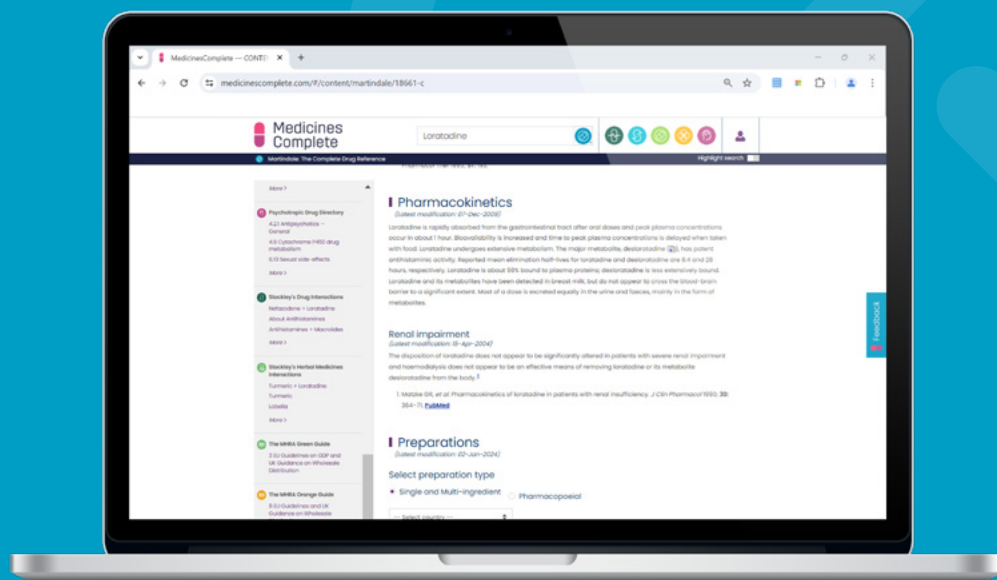 MedicinesComplete — CONTE
medicinescomplete.com/#/content/martindale/18661-c
Medicines
Complete
Loratadine
Martindale: The Complete Drug Reference
Highlight search
More >
Psychotropic Drug Directory
4.2.1 Antipsychotics –
General
4.9 Cytochrome P450 drug
metabolism
5.13 Sexual side-effects
More >
Stockley's Drug Interactions
Nefazodone + Loratadine
About Antihistamines
Antihistamines + Macrolides
More >
Stockley's Herbal Medicines
Interactions
Turmeric + Loratadine
Turmeric
Lobelia
More >
The MHRA Green Guide
2 EU Guidelines on GDP and
UK Guidance on Wholesale
Distribution
The MHRA Orange Guide
8 EU Guidelines and UK
Guidance on Wholesale
Pharmacokinetics
(Latest modification: 07-Dec-2009)
Loratadine is rapidly absorbed from the gastrointestinal tract after oral doses and peak plasma concentrations
occur in about 1 hour. Bioavailability is increased and time to peak plasma concentrations is delayed when taken
with food. Loratadine undergoes extensive metabolism. The major metabolite, desloratadine, has potent
antihistaminic activity. Reported mean elimination half-lives for loratadine and desloratadine are 8.4 and 28
hours, respectively. Loratadine is about 98% bound to plasma proteins; desloratadine is less extensively bound.
Loratadine and its metabolites have been detected in breast milk, but do not appear to cross the blood-brain
barrier to a significant extent. Most of a dose is excreted equally in the urine and faeces, mainly in the form of
metabolites.
Renal impairment
(Latest modification: 15-Apr-2004)
The disposition of loratadine does not appear to be significantly altered in patients with severe renal impairment
and haemodialysis does not appear to be an effective means of removing loratadine or its metabolite
desloratadine from the body.1
1. Matzke GR, et al. Pharmacokinetics of loratadine in patients with renal insufficiency. J Clin Pharmacol 1990; 30:
364–71. PubMed
Preparations
(Latest modification: 02-Jan-2024)
Select preparation type
Single and Multi-ingredient Pharmacopoeial
--- Select country ---
Feedback